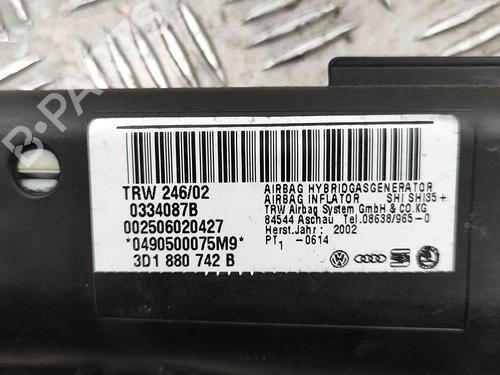 B-PARTS
TRW 246/02
0334087B
002506020427
*0490500075M9*
3D1 880 742 B
AIRBAG HYBRIDGASGENERATOR
AIRBAG INFLATOR SHI SHI35+
TRW Airbag System GmbH & CO.KG
84544 Aschau Tel.08638/965-0
Herst.Jahr: 2002
PT1 -0614